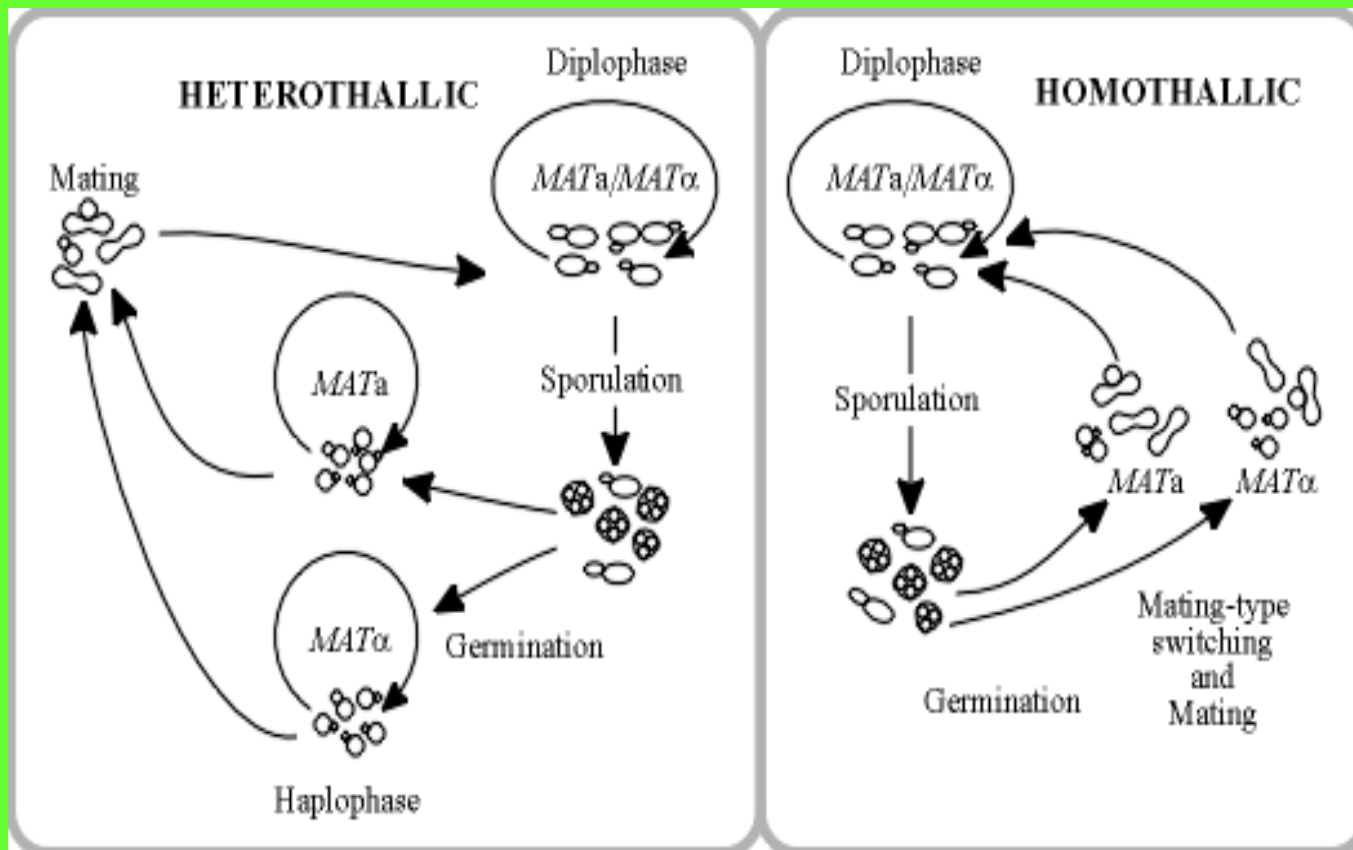 HETEROTHALLIC
Diplophase
Mating
MATa/MATα
MATa
Sporulation
MATα
Germination
Haplophase
Diplophase
HOMOTHALLIC
MATa/MATα
Sporulation
MATa
MATα
Mating-type
switching
and
Mating
Germination